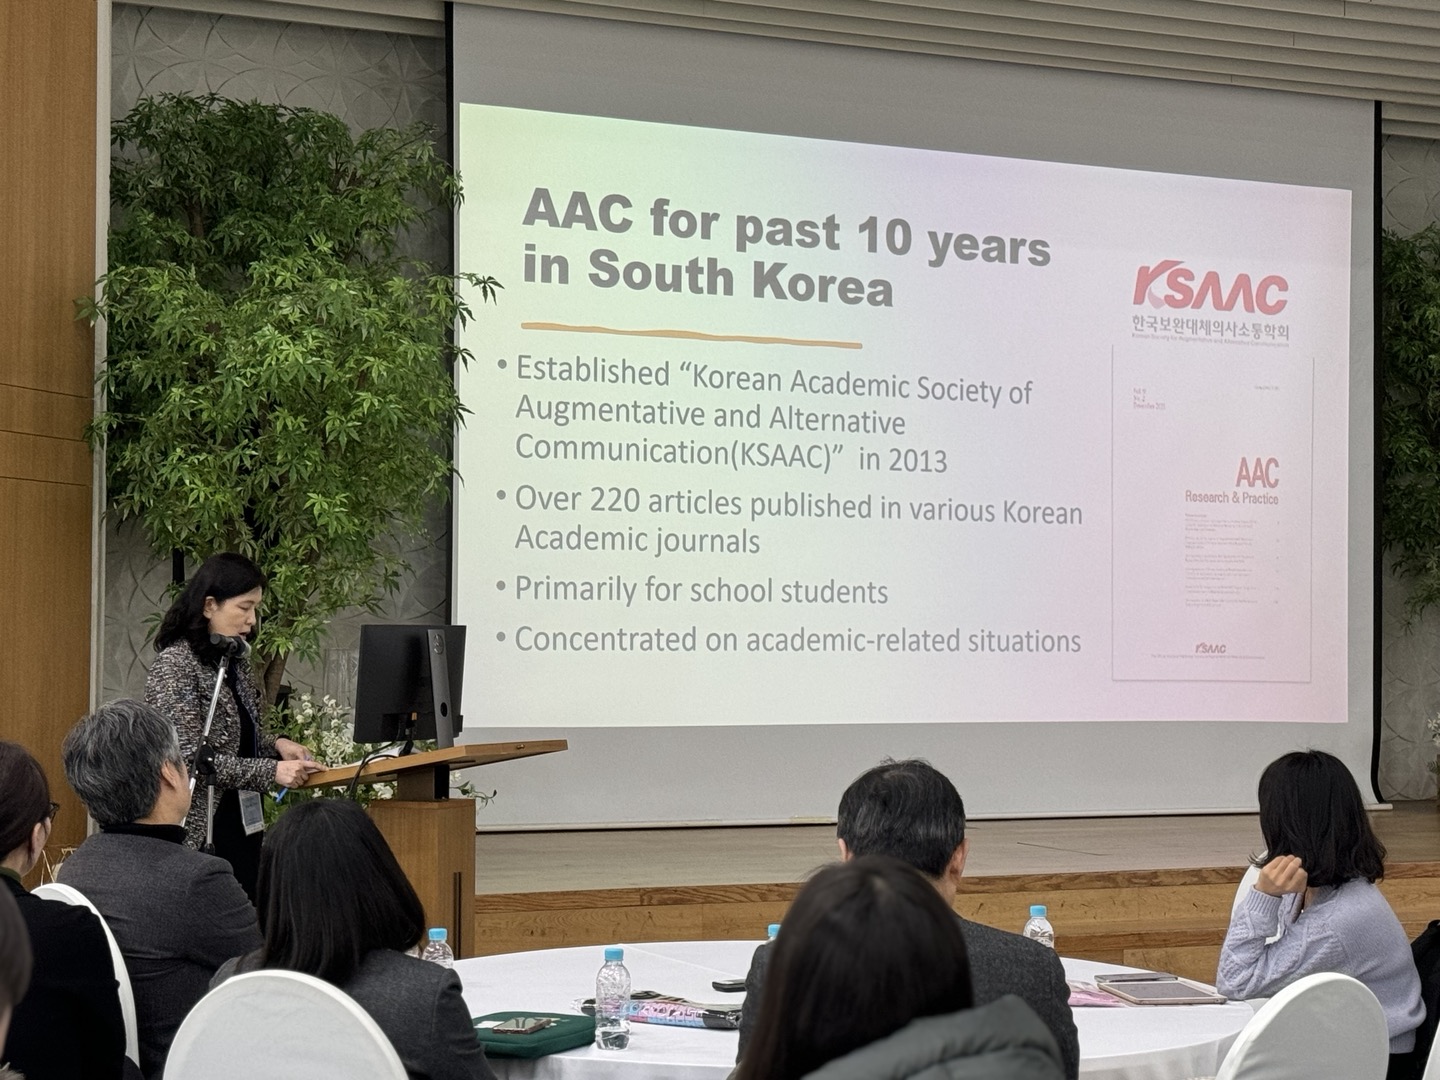 AAC for past 10 years
in South Korea
• Established “Korean Academic Society of
Augmentative and Alternative
Communication(KSAAC)” in 2013
• Over 220 articles published in various Korean
Academic journals
• Primarily for school students
• Concentrated on academic-related situations
KSAAC
한국보완대체의사소통학회
AAC
Research & Practice
KSAAC